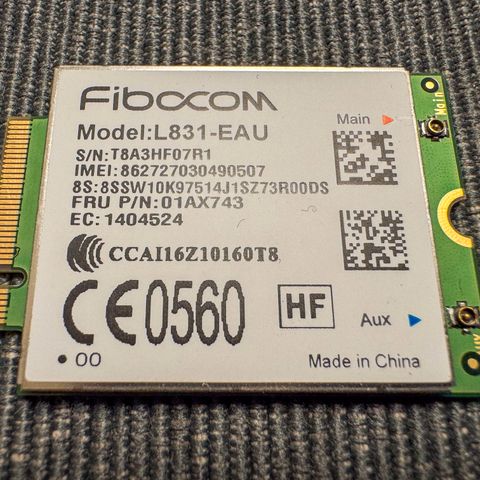 Fibocom
Model:L831-EAU
S/N:T8A3HF07R1
IMEI: 862727030490507
8S:8SSW10K97514J1SZ73R00DS
FRU P/N: 01AX743
EC: 1404524
CCAI16Z10160T8
CE0560
HF
00
Made in China
Main
Aux
Main